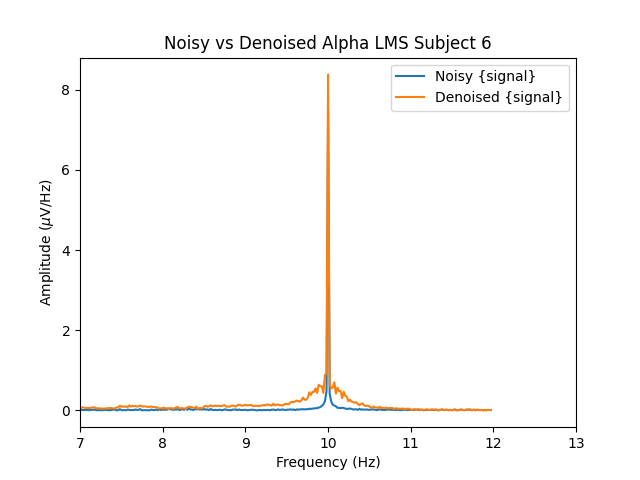 Noisy vs Denoised Alpha LMS Subject 6
Noisy {signal}
Denoised {signal}
Amplitude (μV/Hz)
8
6
4
2
0
7 8 9 10 11 12 13
Frequency (Hz)